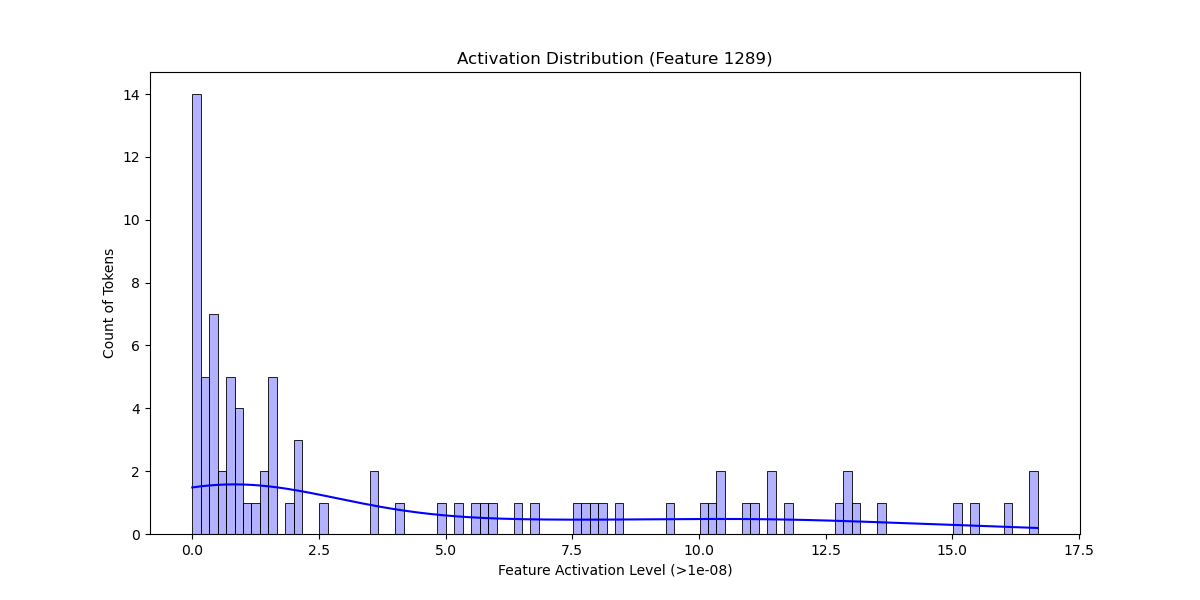 Activation Distribution (Feature 1289)
Count of Tokens
14
12
10
8
6
4
2
0
0.0 2.5 5.0 7.5 10.0 12.5 15.0 17.5
Feature Activation Level (>1e-08)